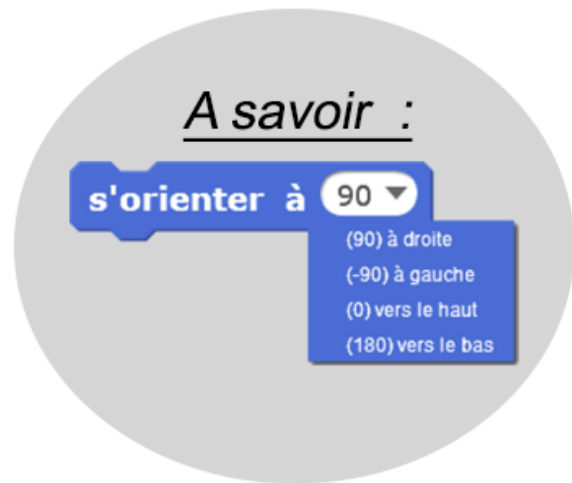 A savoir :
s'orienter à 90
(90) à droite
(-90) à gauche
(0) vers le haut
(180) vers le bas